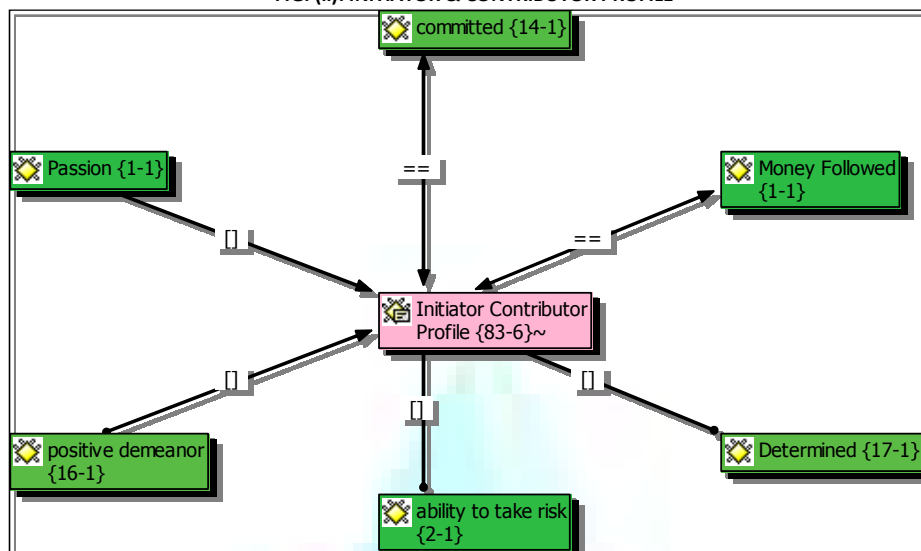 committed {14-1}
==
Passion {1-1}
Money Followed
{1-1}
[]
==
Initiator Contributor
Profile {83-6}~
[]
[]
[]
positive demeanor
{16-1}
Determined {17-1}
ability to take risk
{2-1}